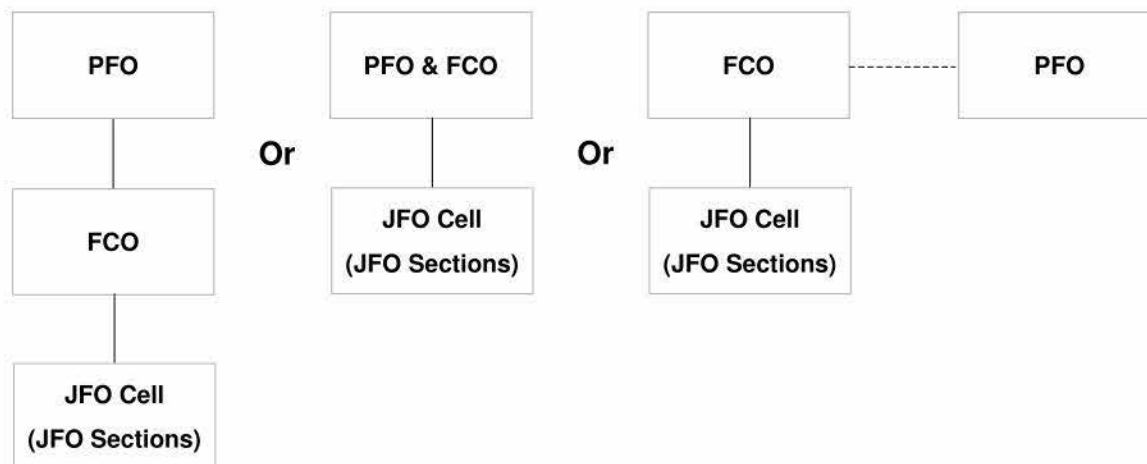 PFO
FCO
JFO Cell
(JFO Sections)
Or
PFO & FCO
JFO Cell
(JFO Sections)
Or
FCO
PFO
JFO Cell
(JFO Sections)